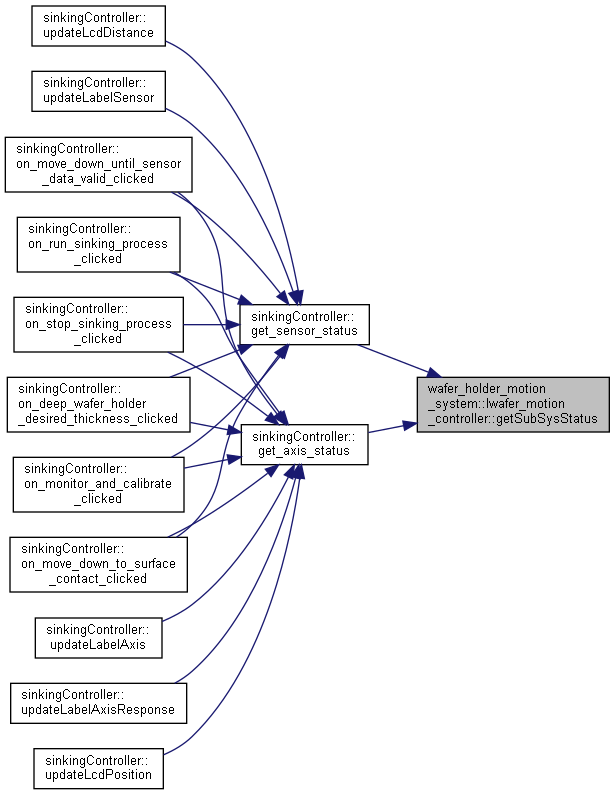 sinkingController::
updateLcdDistance
sinkingController::
updateLabelSensor
sinkingController::
on_move_down_until_sensor
_data_valid_clicked
sinkingController::
on_run_sinking_process
_clicked
sinkingController::
on_stop_sinking_process
_clicked
sinkingController::
on_deep_wafer_holder
_desired_thickness_clicked
sinkingController::
on_monitor_and_calibrate
_clicked
sinkingController::
on_move_down_to_surface
_contact_clicked
sinkingController::
updateLabelAxis
sinkingController::
updateLabelAxisResponse
sinkingController::
updateLcdPosition
sinkingController::
get_sensor_status
sinkingController::
get_axis_status
wafer_holder_motion
_system::Iwafer_motion
_controller::getSubSysStatus